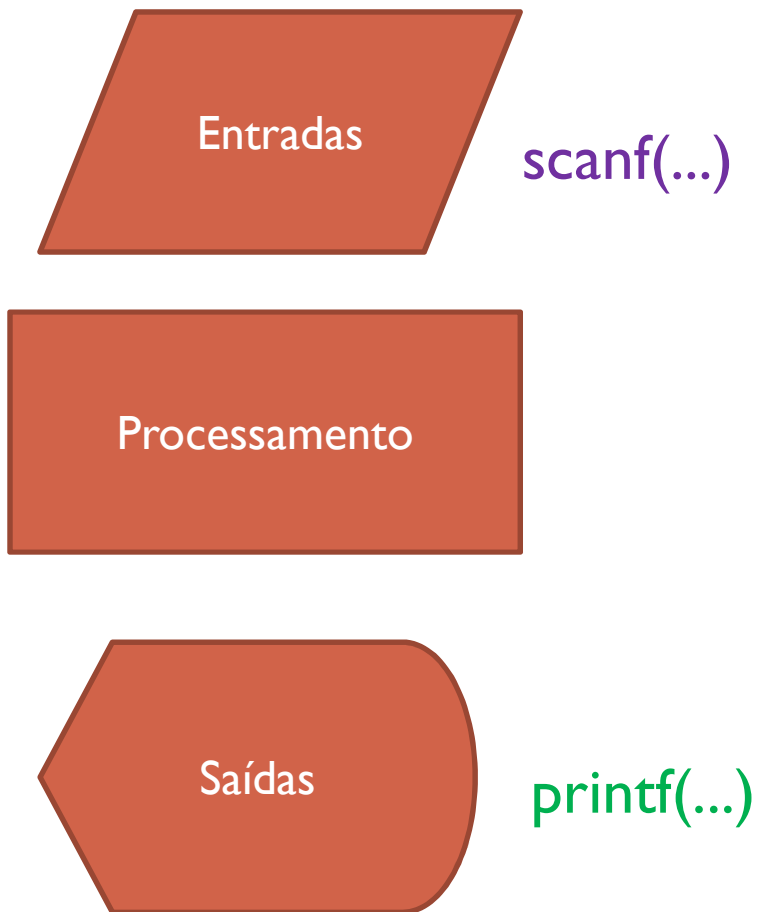 Entradas
scanf(...)
Processamento
Saídas
printf(...)